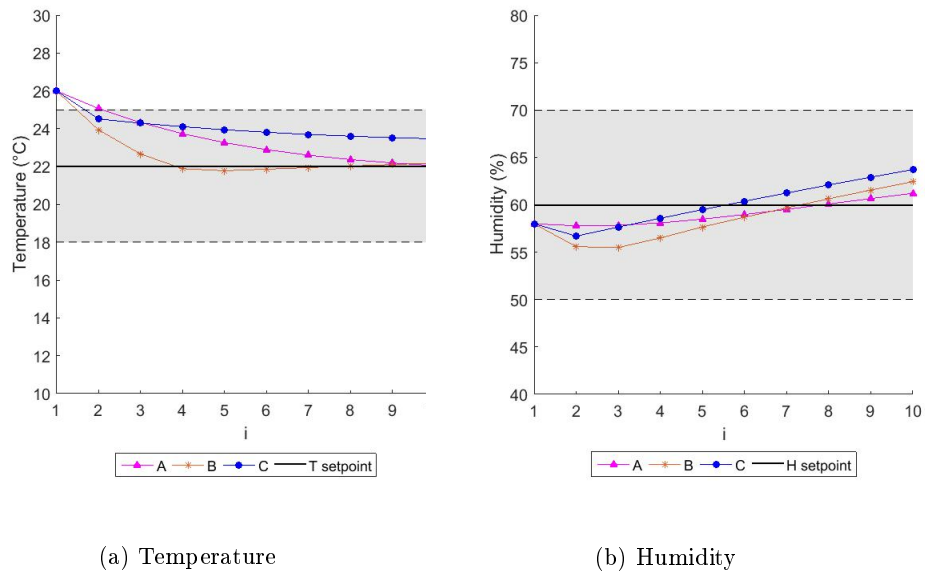 30
28
26
24
22
20
18
16
14
12
10
Temperature (°C)
1 2 3 4 5 6 7 8 9
i
A B C T setpoint
80
75
70
65
60
55
50
45
40
Humidity (%)
1 2 3 4 5 6 7 8 9 10
i
A B C H setpoint
(a) Temperature
(b) Humidity